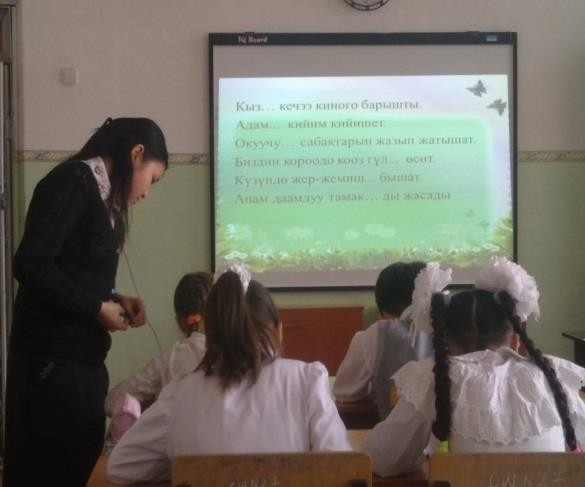 IQ Board
Кыз... кечээ киного барышты.
Адам... кийим кийишет.
Окуучу... сабактарын жазып жатышат.
Биздин короодо кооз гүл... өсөт.
Күзүндө жер-жемиш... бышат.
Апам даамдуу тамак... ды жасады